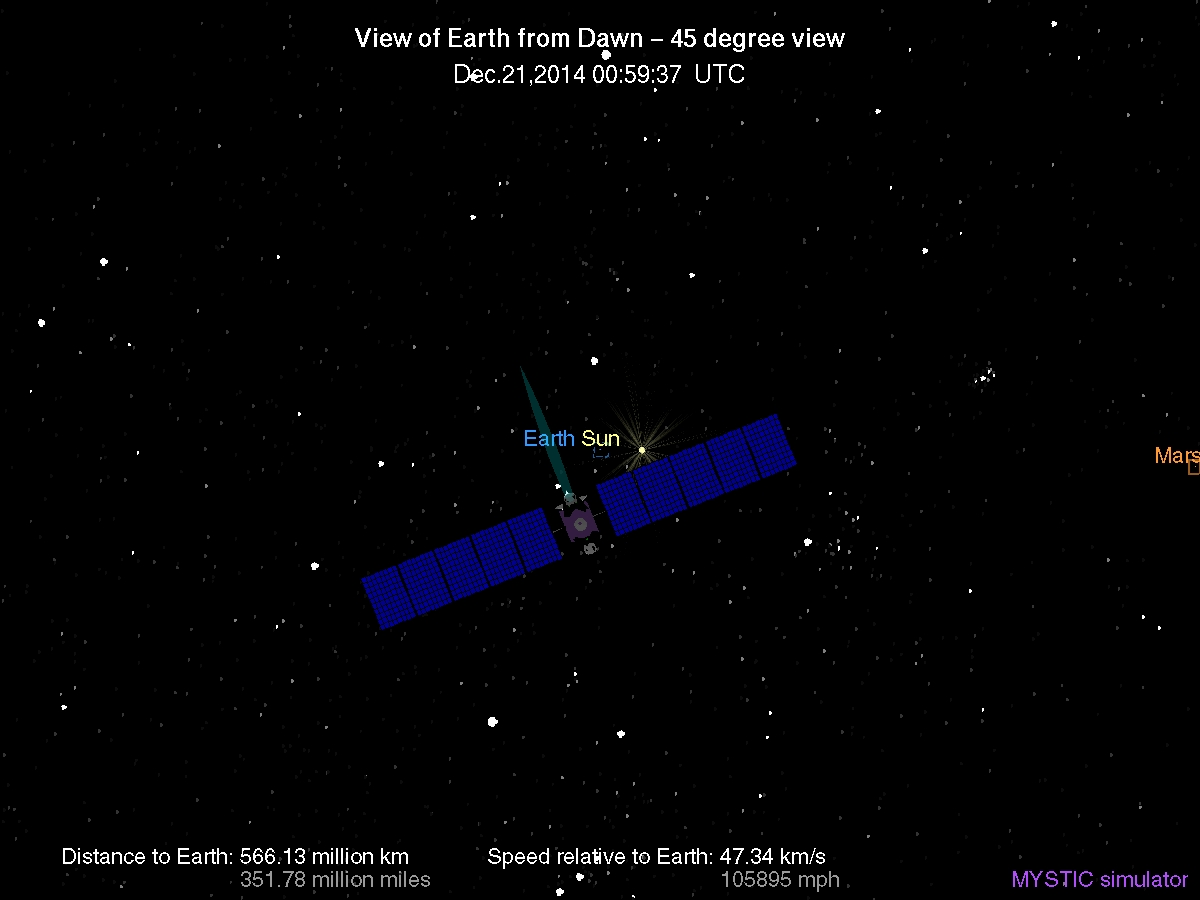 View of Earth from Dawn – 45 degree view
Dec.21,2014 00:59:37 UTC
Earth Sun
Mars
Distance to Earth: 566.13 million km
351.78 million miles
Speed relative to Earth: 47.34 km/s
105895 mph
MYSTIC simulator